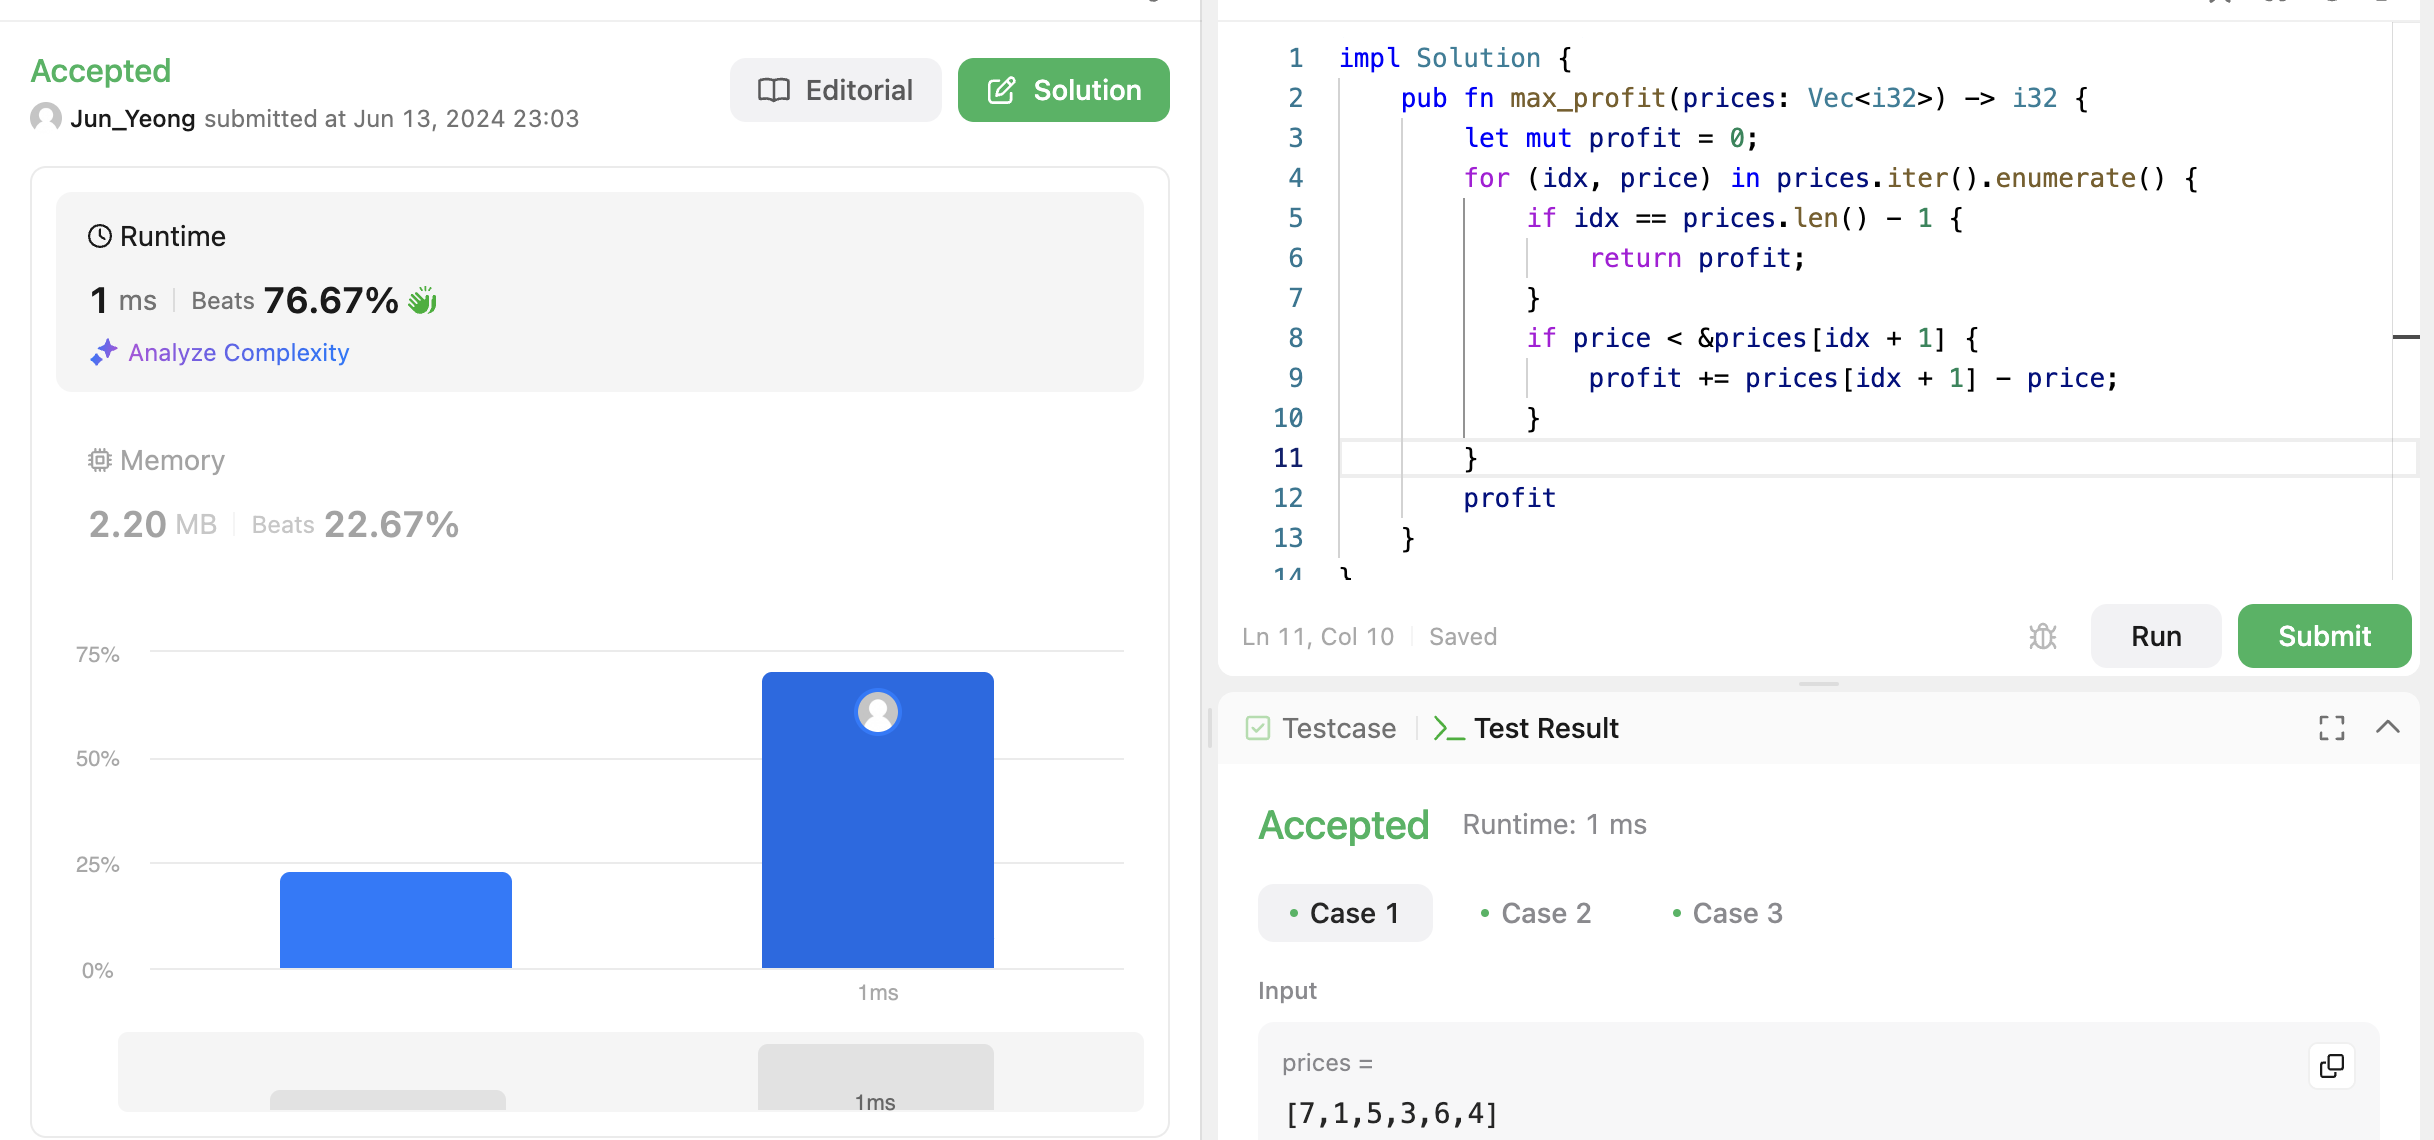 Accepted
Editorial
Solution
Jun_Yeong submitted at Jun 13, 2024 23:03
Runtime
1 ms | Beats 76.67%
Analyze Complexity
Memory
2.20 MB | Beats 22.67%
75%
50%
25%
0%
1ms
1ms
1 impl Solution {
2 pub fn max_profit(prices: Vec<i32>) -> i32 {
3 let mut profit = 0;
4 for (idx, price) in prices.iter().enumerate() {
5 if idx == prices.len() - 1 {
6 return profit;
7 }
8 if price < &prices[idx + 1] {
9 profit += prices[idx + 1] - price;
10 }
11 }
12 profit
13 }
14 }
Ln 11, Col 10 | Saved
Run
Submit
Testcase | >_ Test Result
Accepted Runtime: 1 ms
• Case 1 • Case 2 • Case 3
Input
prices =
[7,1,5,3,6,4]